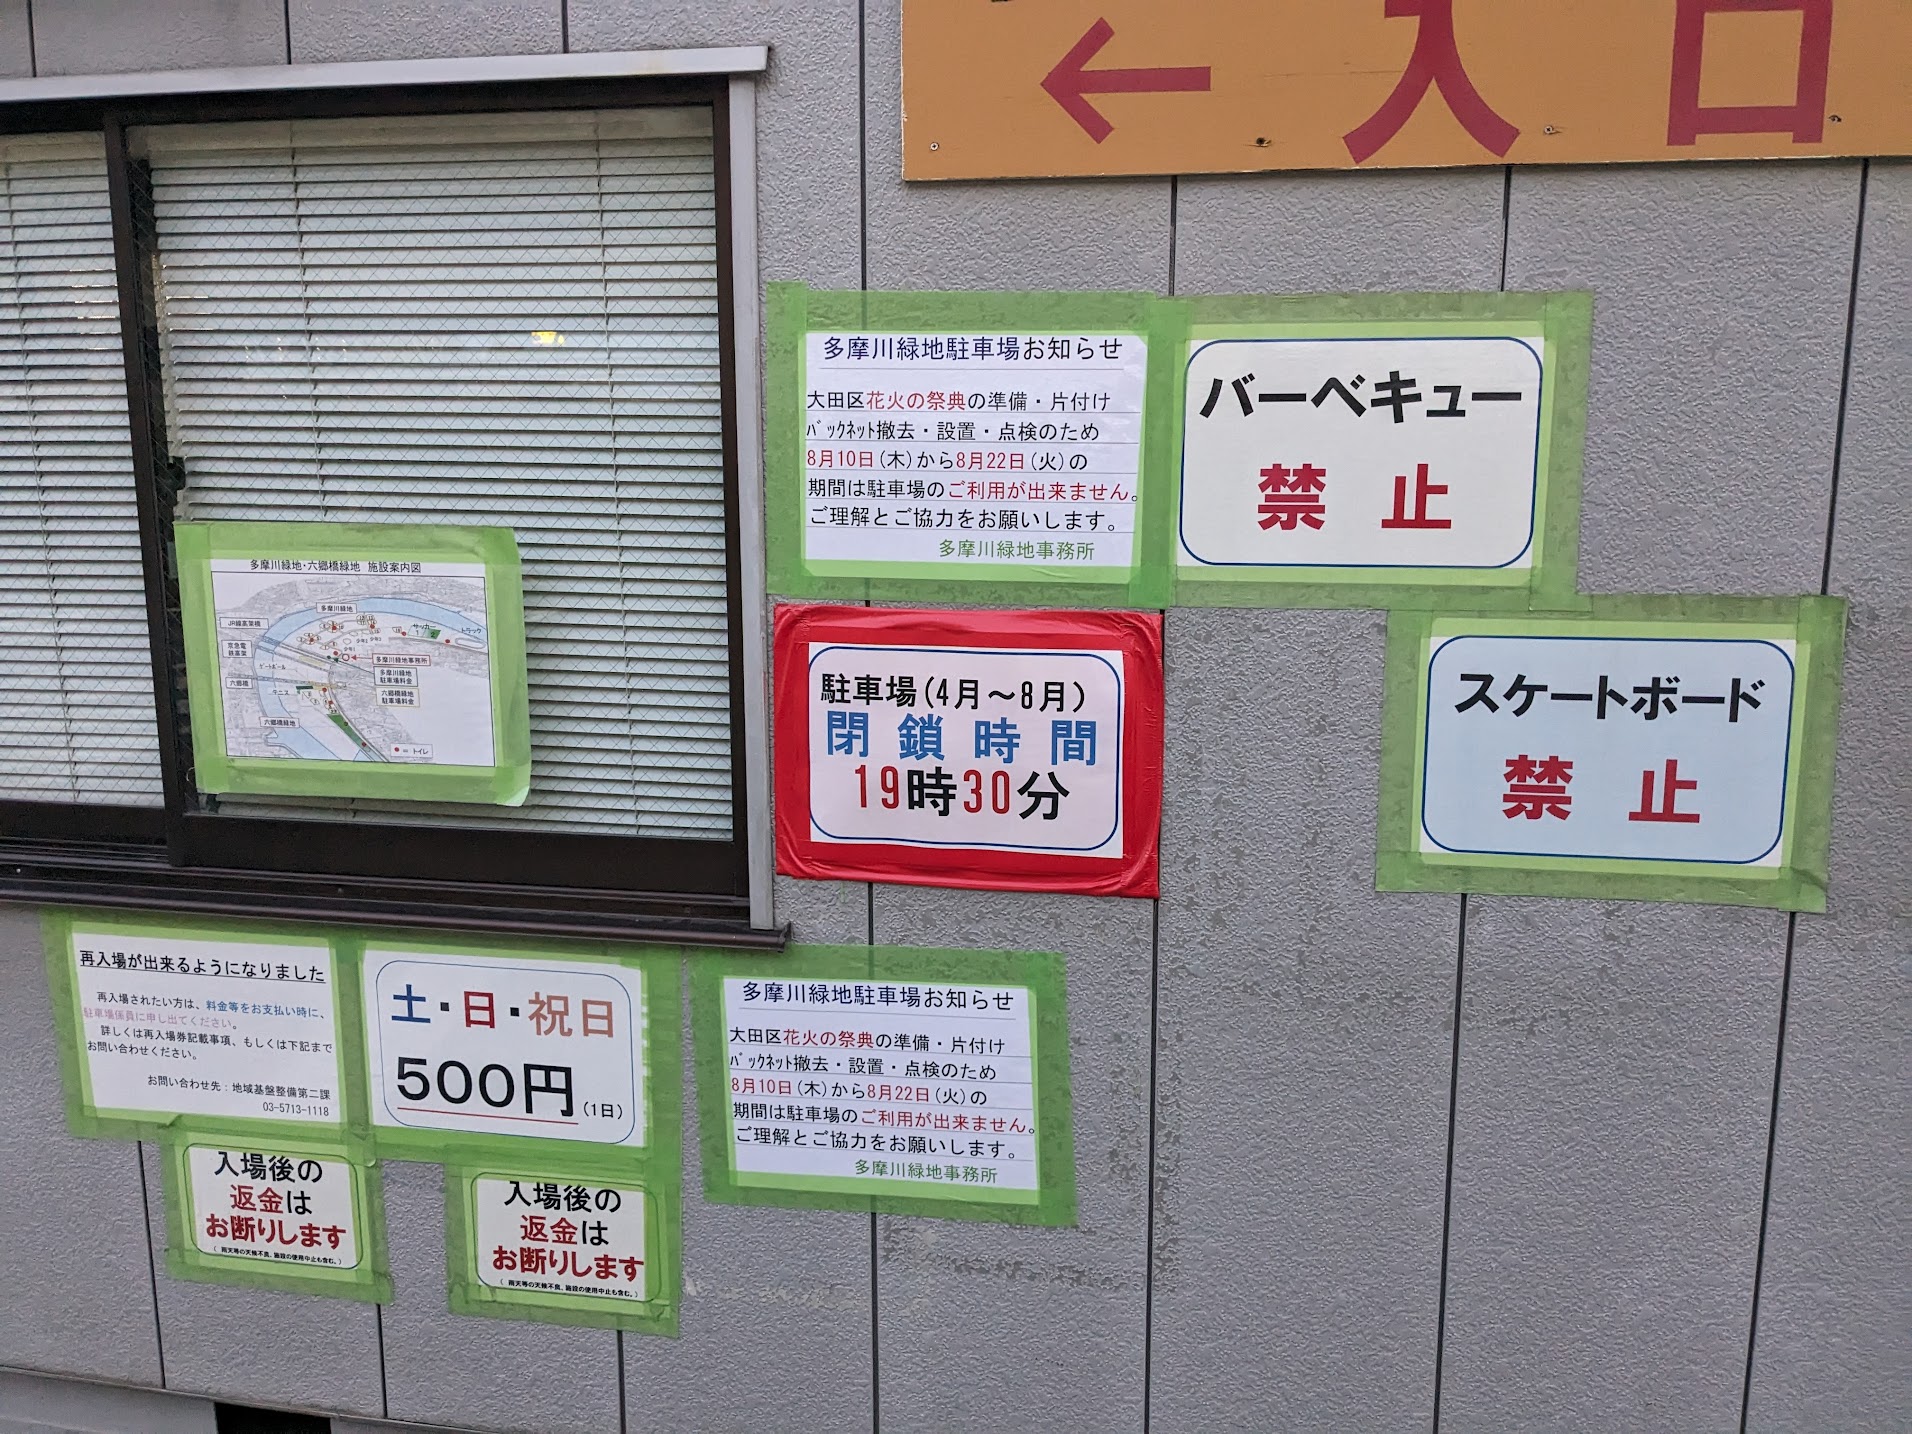 ← 入口
多摩川緑地駐車場お知らせ
大田区花火の祭典の準備・片付け
ﾊﾞｯｸﾈｯﾄ撤去・設置・点検のため
8月10日(木)から8月22日(火)の
期間は駐車場のご利用が出来ません。
ご理解とご協力をお願いします。
多摩川緑地事務所
バーベキュー
禁止
多摩川緑地・六郷橋緑地 施設案内図
多摩川緑地
JR線高架橋
京急電
鉄高架
六郷橋
六郷橋緑地
サッカー
トラック
テニス
多摩川緑地事務所
多摩川緑地
駐車場料金
六郷橋緑地
駐車場料金
= トイレ
駐車場(4月～8月)
閉鎖時間
19時30分
スケートボード
禁止
再入場が出来るようになりました
再入場されたい方は、料金等をお支払い時に、
駐車場係員に申し出てください。
詳しくは再入場券記載事項、もしくは下記まで
お問い合わせください。
お問い合わせ先：地域基盤整備第二課
03-5713-1118
土・日・祝日
500円(1日)
多摩川緑地駐車場お知らせ
大田区花火の祭典の準備・片付け
ﾊﾞｯｸﾈｯﾄ撤去・設置・点検のため
8月10日(木)から8月22日(火)の
期間は駐車場のご利用が出来ません。
ご理解とご協力をお願いします。
多摩川緑地事務所
入場後の
返金は
お断りします
( 雨天等の天候不良、施設の使用中止も含む。)
入場後の
返金は
お断りします
( 雨天等の天候不良、施設の使用中止も含む。)